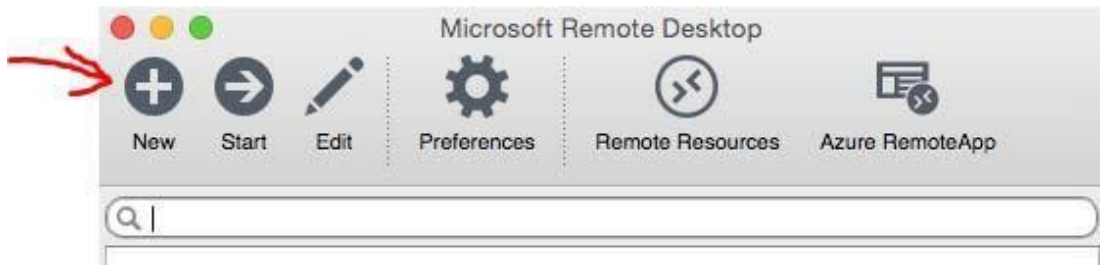 Microsoft Remote Desktop
New Start Edit Preferences Remote Resources Azure RemoteApp